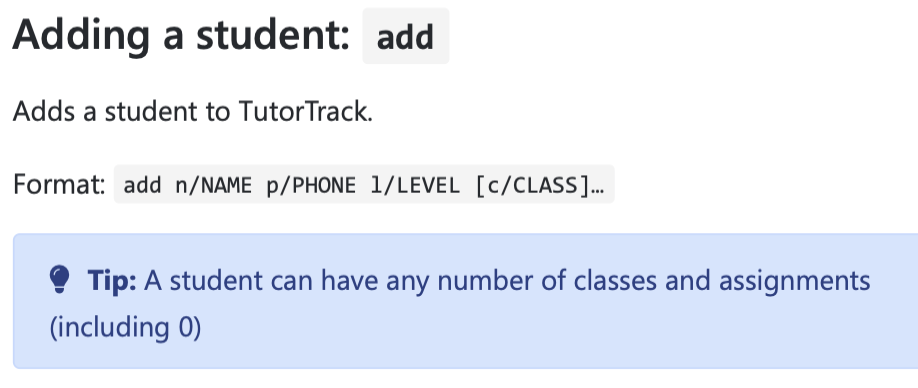 Adding a student: add
Adds a student to TutorTrack.
Format: add n/NAME p/PHONE l/LEVEL [c/CLASS]…
Tip: A student can have any number of classes and assignments
(including 0)